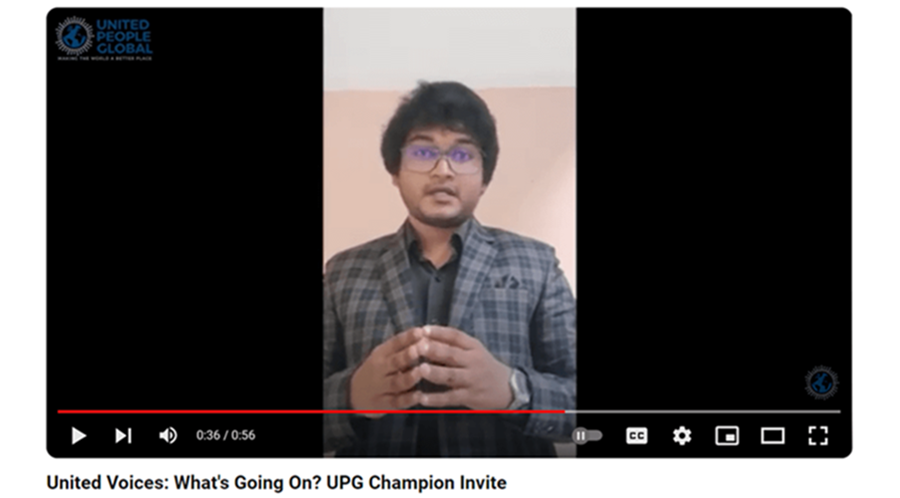 UNITED
PEOPLE
GLOBAL
MAKING THE WORLD A BETTER PLACE
0:36 / 0:56
CC
United Voices: What's Going On? UPG Champion Invite